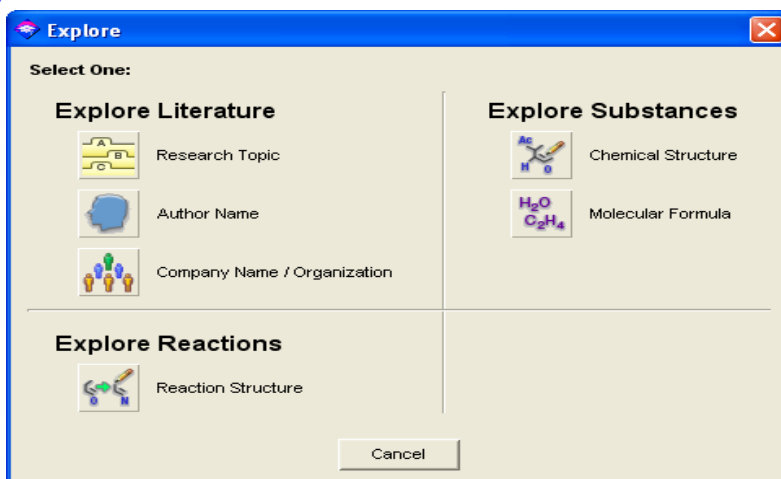 Explore
Select One:
Explore Literature
A
B
C
Research Topic
Author Name
Company Name / Organization
Explore Substances
Ac
H O
Chemical Structure
H₂O
C₂H₄
Molecular Formula
Explore Reactions
O N
Reaction Structure
Cancel